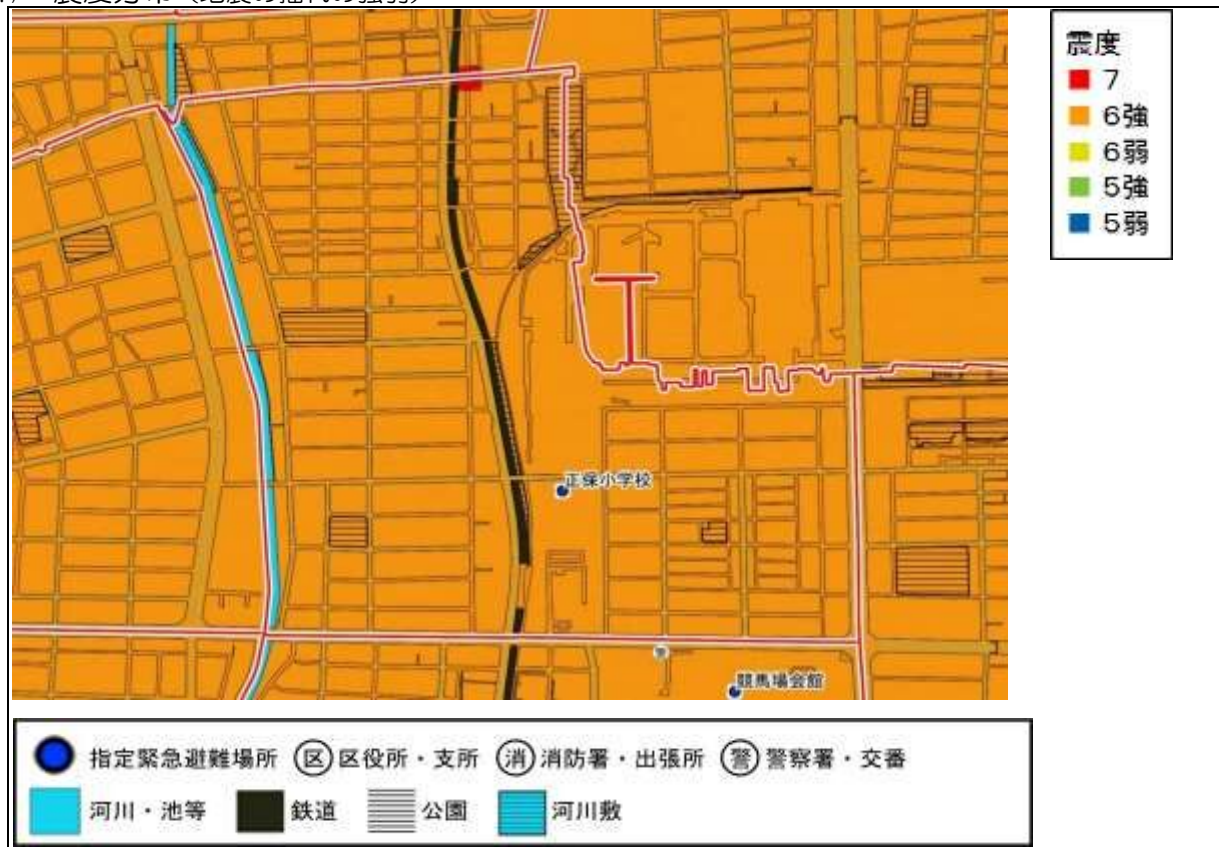 震度
7
6強
6弱
5強
5弱
正保小学校
警
競馬場会館
指定緊急避難場所 区 区役所・支所 消 消防署・出張所 警 警察署・交番
河川・池等 鉄道 公園 河川敷